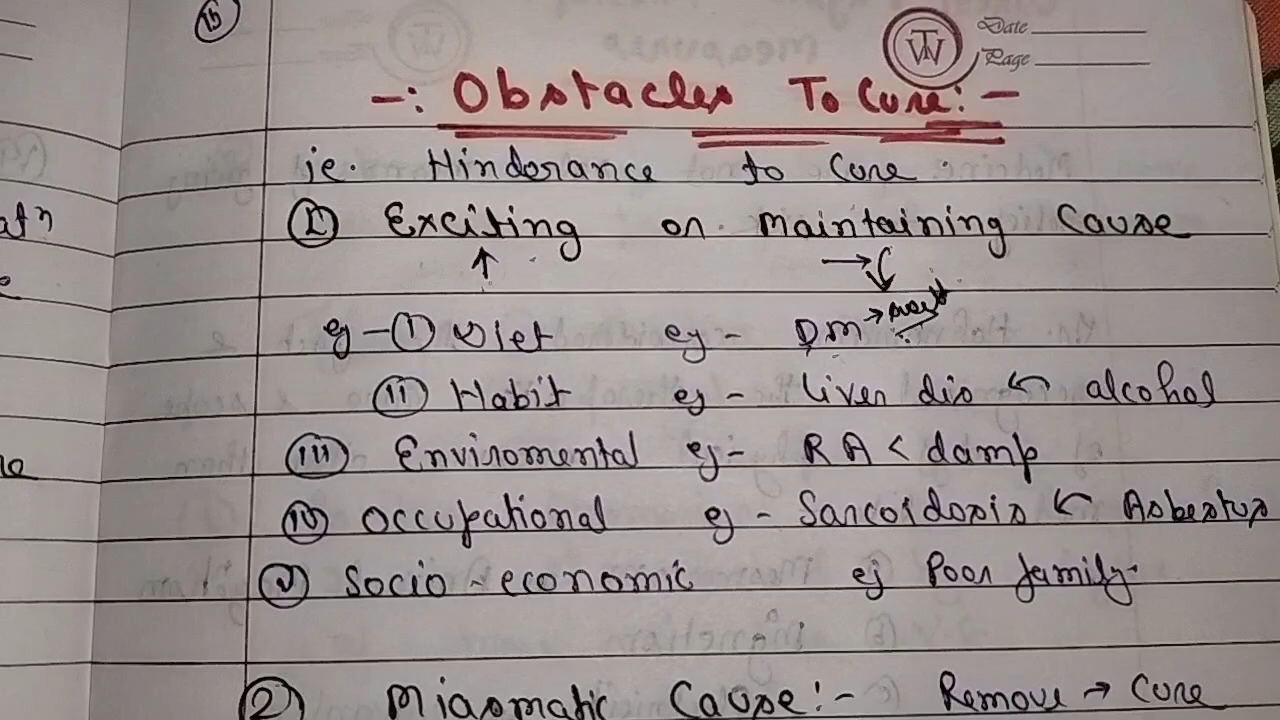 15
Date
Page
-: Obstacles To Cure:-
ie. Hinderance to Cure.
① Exciting or Maintaining Cause
↑ → ↓
eg - (i) Diet eg - DM →
(ii) Habit eg - liver dis ← alcohol
(iii) Enviromental eg - RA < damp
(iv) Occupational eg - Sarcoidosis ← Asbestus
(v) Socio-economic eg Poor family.
② Miasmatic Cause:- Remove → Cure